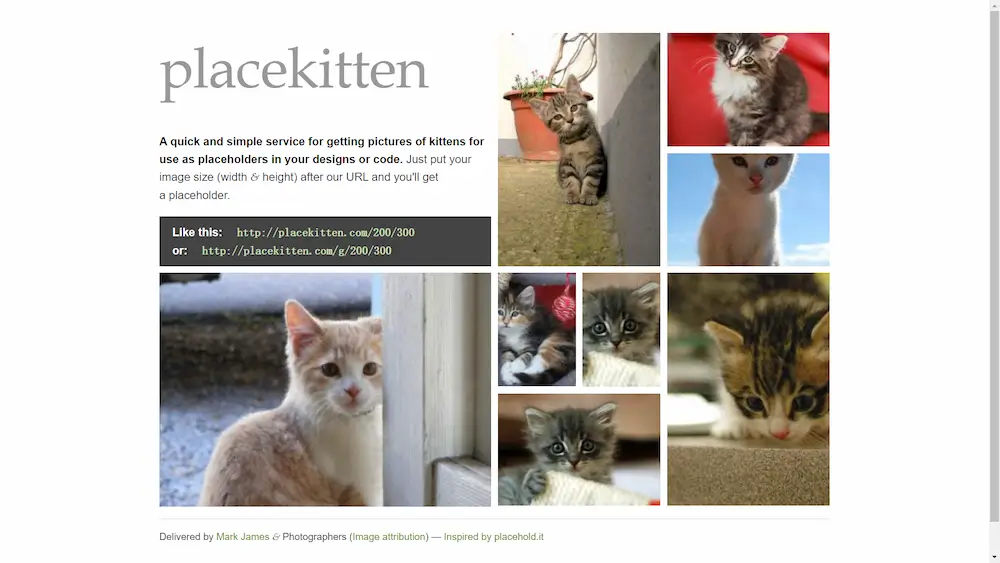 placekitten
A quick and simple service for getting pictures of kittens for
use as placeholders in your designs or code. Just put your
image size (width & height) after our URL and you'll get
a placeholder.
Like this: http://placekitten.com/200/300
or: http://placekitten.com/g/200/300
Delivered by Mark James & Photographers (Image attribution) — Inspired by placehold.it